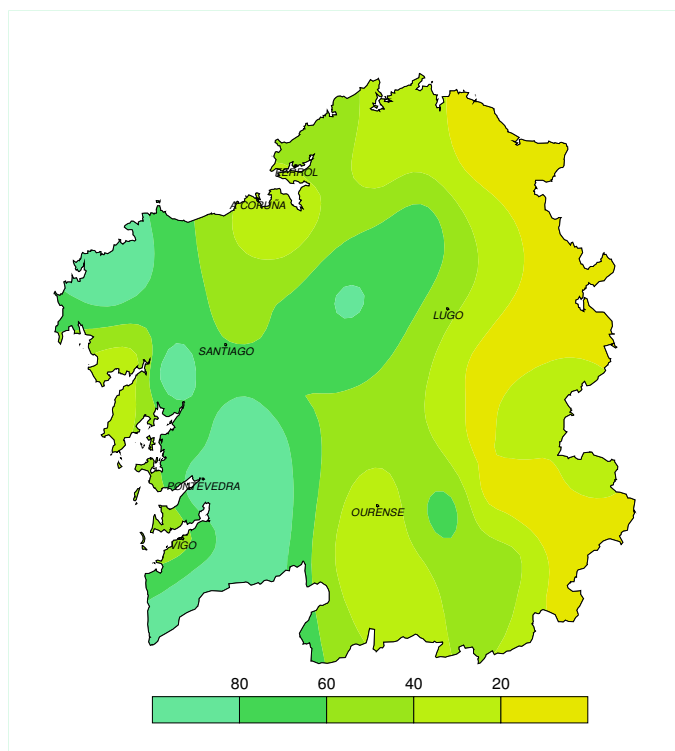 FERROL
A CORUÑA
LUGO
SANTIAGO
PONTEVEDRA
OURENSE
VIGO
80 60 40 20